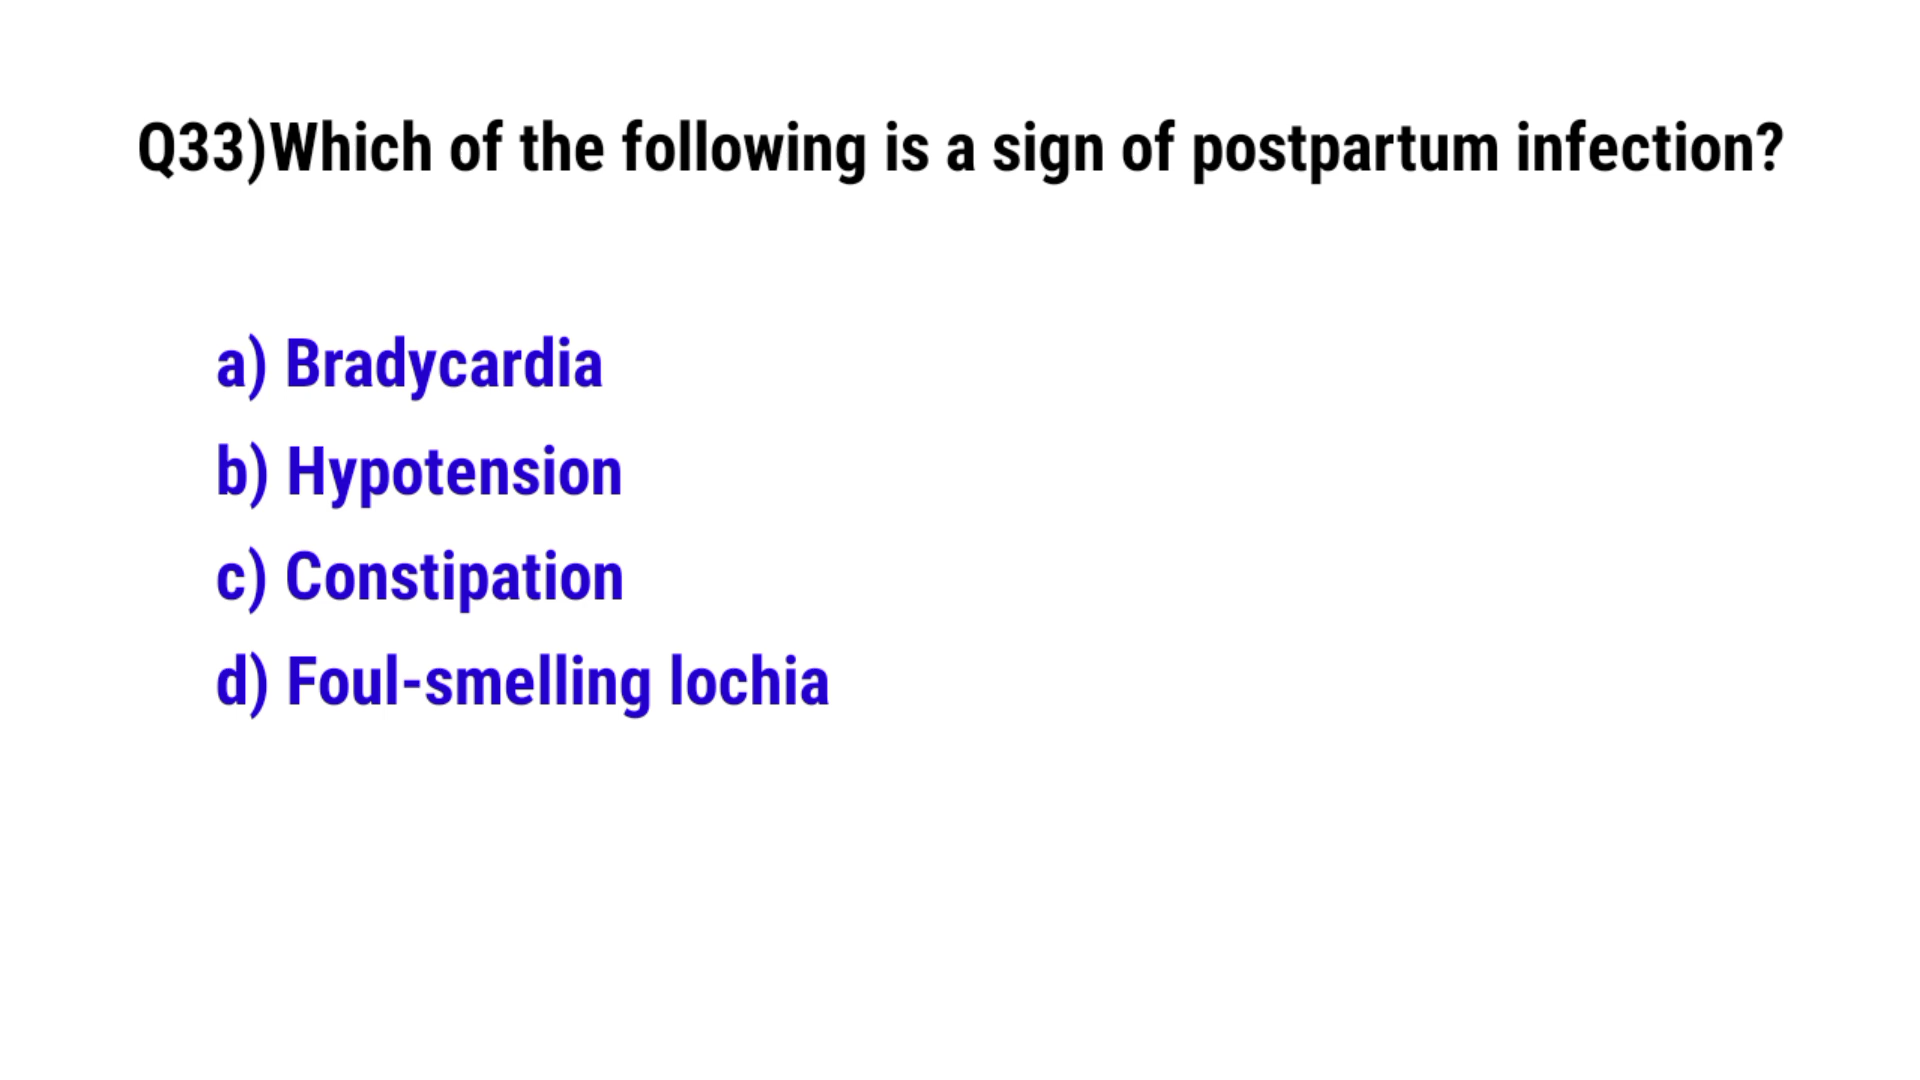 Q33)Which of the following is a sign of postpartum infection?
a) Bradycardia
b) Hypotension
c) Constipation
d) Foul-smelling lochia